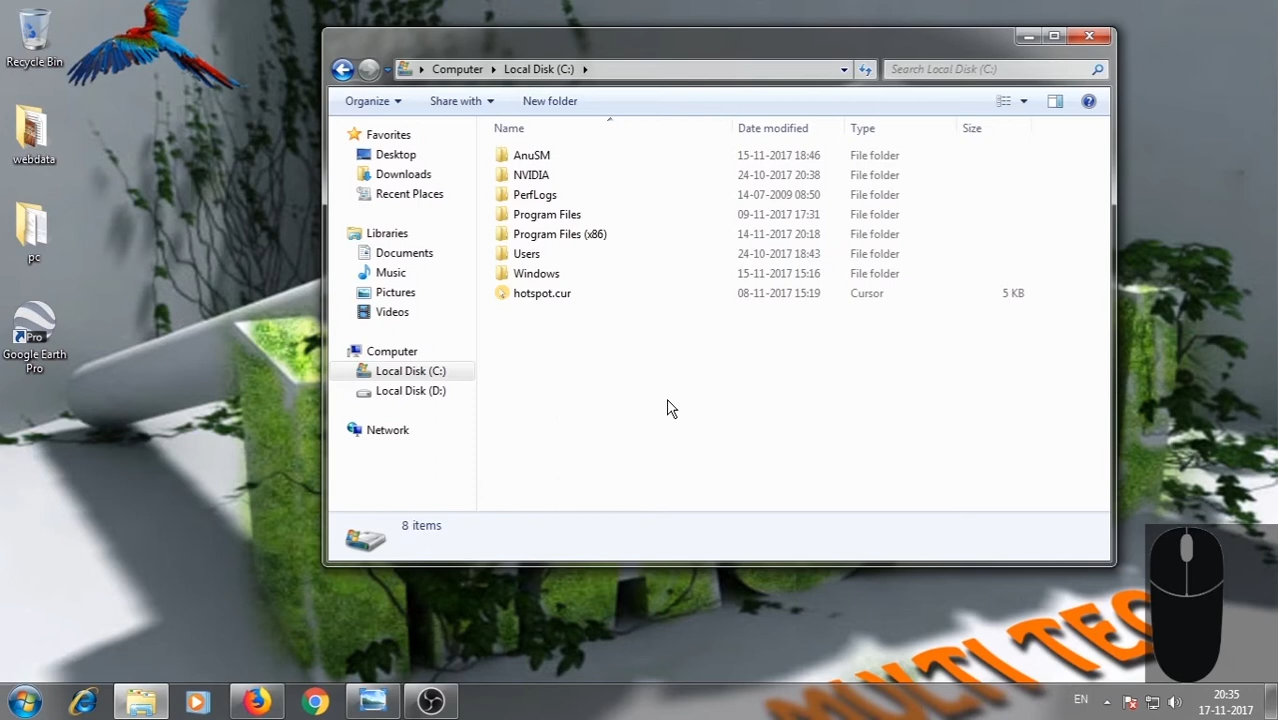 Recycle Bin
webdata
pc
Pro
Google Earth
Pro
Computer
Local Disk (C:)
Search Local Disk (C:)
Organize
Share with
New folder
Name
Date modified
Type
Size
Favorites
Desktop
Downloads
Recent Places
Libraries
Documents
Music
Pictures
Videos
Computer
Local Disk (C:)
Local Disk (D:)
Network
AnuSM 15-11-2017 18:46 File folder
NVIDIA 24-10-2017 20:38 File folder
PerfLogs 14-07-2009 08:50 File folder
Program Files 09-11-2017 17:31 File folder
Program Files (x86) 14-11-2017 20:18 File folder
Users 24-10-2017 18:43 File folder
Windows 15-11-2017 15:16 File folder
hotspot.cur 08-11-2017 15:19 Cursor 5 KB
8 items
MULTI TEC
EN
20:35
17-11-2017